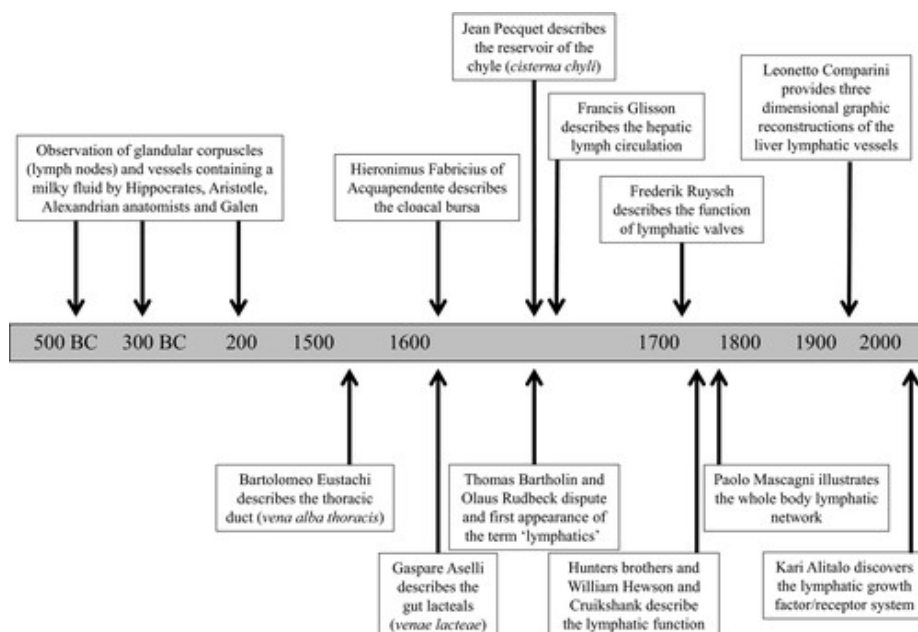 Jean Pecquet describes
the reservoir of the
chyle (cisterna chyli)
Leonetto Comparini
provides three
dimensional graphic
reconstructions of the
liver lymphatic vessels
Francis Glisson
describes the hepatic
lymph circulation
Observation of glandular corpuscles
(lymph nodes) and vessels containing a
milky fluid by Hippocrates, Aristotle,
Alexandrian anatomists and Galen
Hieronimus Fabricius of
Acquapendente describes
the cloacal bursa
Frederik Ruysch
describes the function
of lymphatic valves
500 BC 300 BC 200 1500 1600 1700 1800 1900 2000
Bartolomeo Eustachi
describes the thoracic
duct (vena alba thoracis)
Thomas Bartholin and
Olaus Rudbeck dispute
and first appearance of
the term ‘lymphatics’
Paolo Mascagni illustrates
the whole body lymphatic
network
Gaspare Aselli
describes the
gut lacteals
(venae lacteae)
Hunters brothers and
William Hewson and
Cruikshank describe
the lymphatic function
Kari Alitalo discovers
the lymphatic growth
factor/receptor system